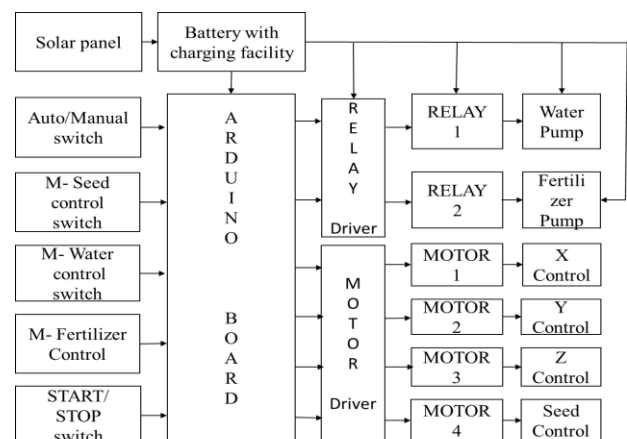 Solar panel
Battery with
charging facility
Auto/Manual
switch
M- Seed
control
switch
M- Water
control
switch
M- Fertilizer
Control
START/
STOP
switch
A
R
D
U
I
N
O
B
O
A
R
D
R
E
L
A
Y
Driver
M
O
T
O
R
Driver
RELAY
1
Water
Pump
RELAY
2
Fertili
zer
Pump
MOTOR
1
X
Control
MOTOR
2
Y
Control
MOTOR
3
Z
Control
MOTOR
4
Seed
Control